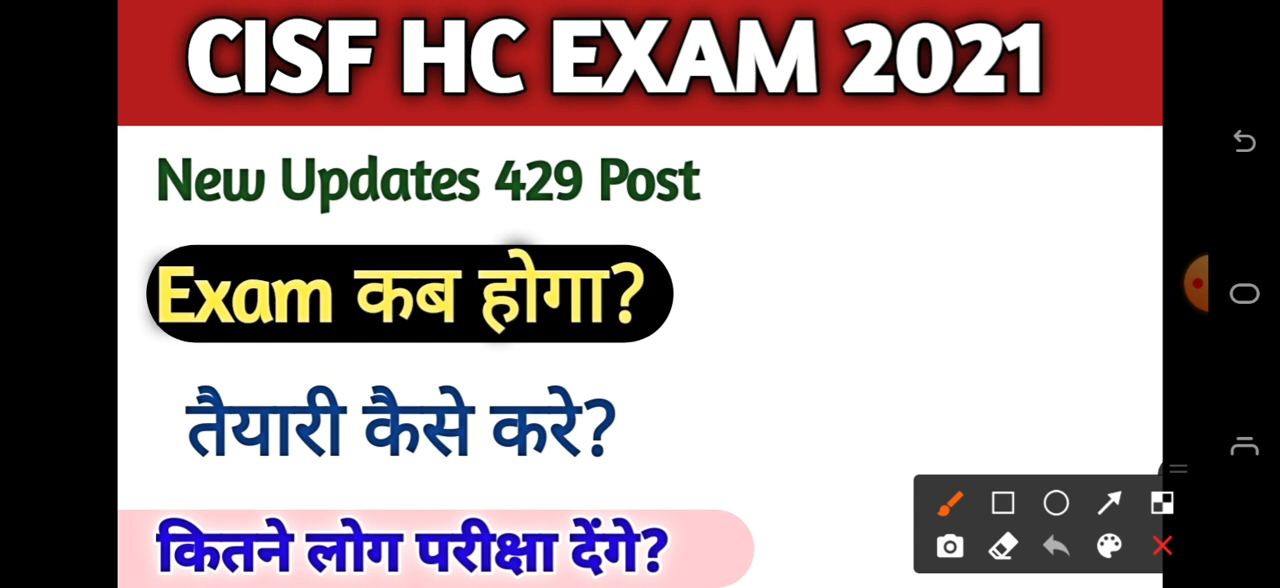 CISF HC EXAM 2021
New Updates 429 Post
Exam कब होगा?
तैयारी कैसे करे?
कितने लोग परीक्षा देंगे?